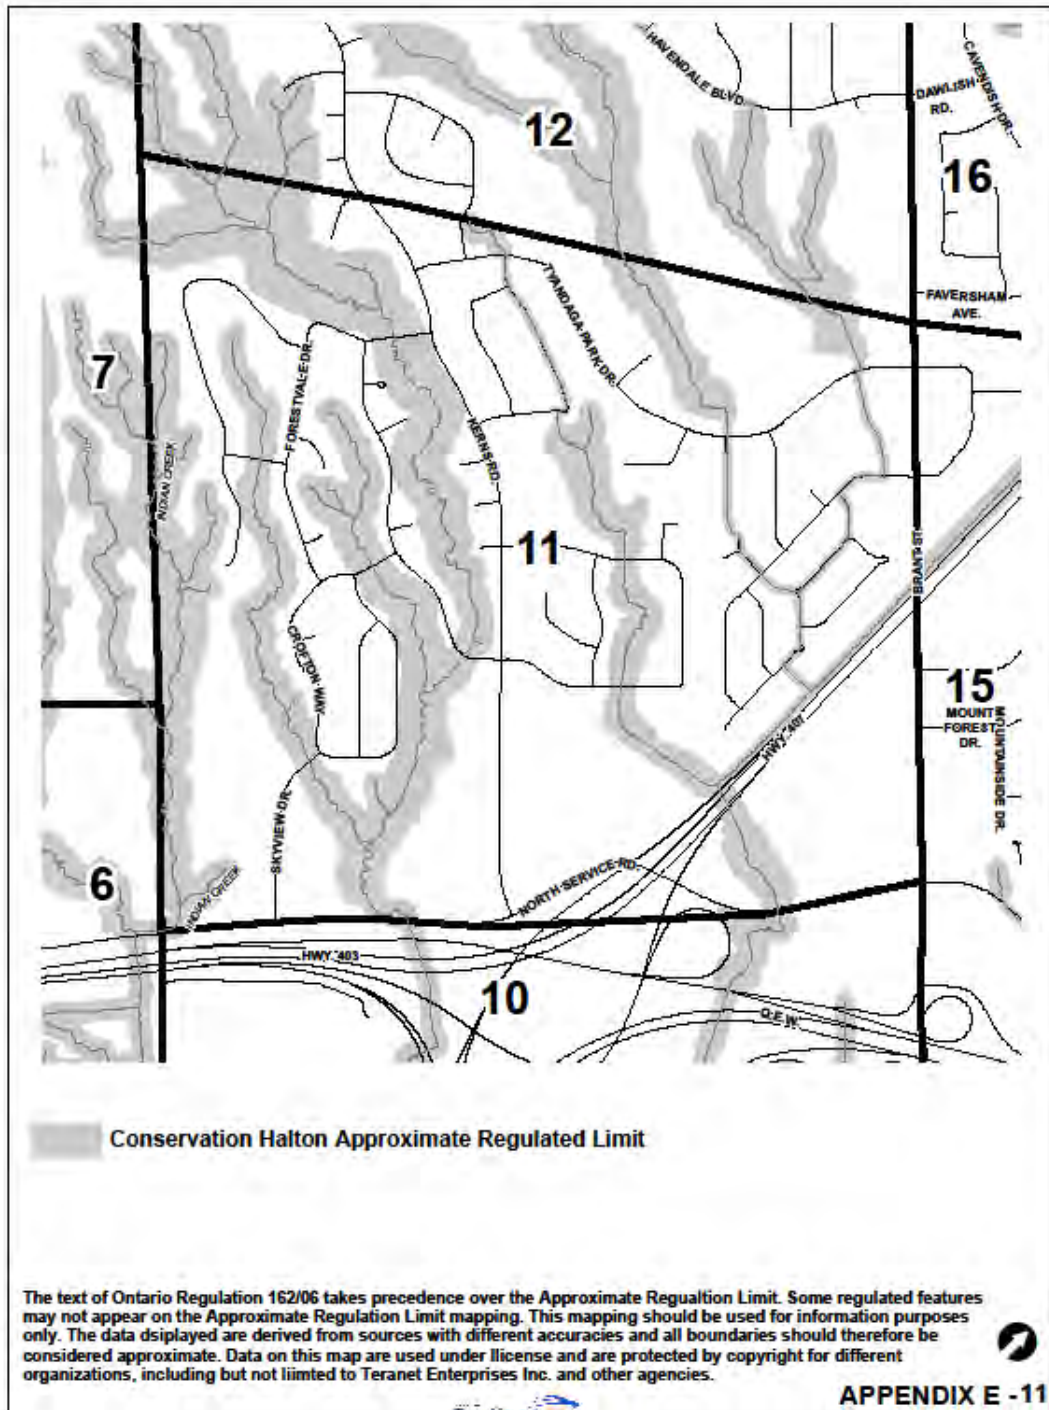 HAVENDALE BLVD.
CAVENDISH DR.
DAWLISH
RD.
12
16
TYANDAGA PARK DR.
FAVERSHAM
AVE.
7
FORESTVALE DR.
KERNS RD.
INDIAN CREEK
11
BRANT ST.
CROFTON WAY
15
MOUNT
FOREST
DR.
MOUNTAINSIDE DR.
HWY 407
SKYVIEW DR.
6
INDIAN CREEK
NORTH SERVICE RD.
HWY 403
10
Q.E.W.
Conservation Halton Approximate Regulated Limit
The text of Ontario Regulation 162/06 takes precedence over the Approximate Regualtion Limit. Some regulated features
may not appear on the Approximate Regulation Limit mapping. This mapping should be used for information purposes
only. The data dsiplayed are derived from sources with different accuracies and all boundaries should therefore be
considered approximate. Data on this map are used under llicense and are protected by copyright for different
organizations, including but not liimted to Teranet Enterprises Inc. and other agencies.
APPENDIX E -11